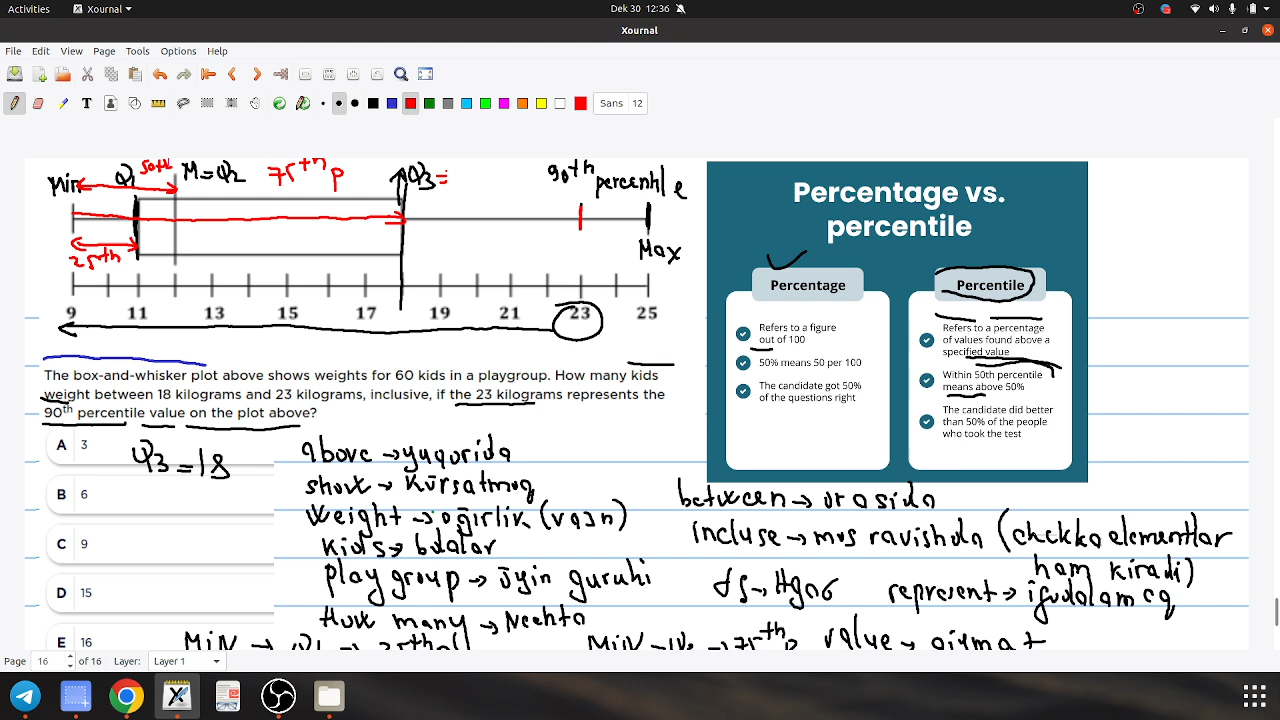 Activities
Xournal
Dek 30 12:36
Xournal
File Edit View Page Tools Options Help
Sans 12
Min
Q1
50th
M=Q2
75th p
Q3=
90th
percentile
25th
Max
9 11 13 15 17 19 21 23 25
The box-and-whisker plot above shows weights for 60 kids in a playgroup. How many kids
weight between 18 kilograms and 23 kilograms, inclusive, if the 23 kilograms represents the
90th percentile value on the plot above?
A 3
B 6
C 9
D 15
E 16
Q3=18
above → yuqorida
show → kursatmoq
weight → ogirlik (vazn)
kids → bolalar
play group → üyin guruhi
How many → Nechta
Percentage vs.
percentile
Percentage
Refers to a figure
out of 100
50% means 50 per 100
The candidate got 50%
of the questions right
Percentile
Refers to a percentage
of values found above a
specified value
Within 50th percentile
means above 50%
The candidate did better
than 50% of the people
who took the test
between → orasida
incluse → mos ravishda (chekka elementlar
ham kiradi)
represent → ifodalamoq
value → qiymat
Page 16 of 16 Layer: Layer 1